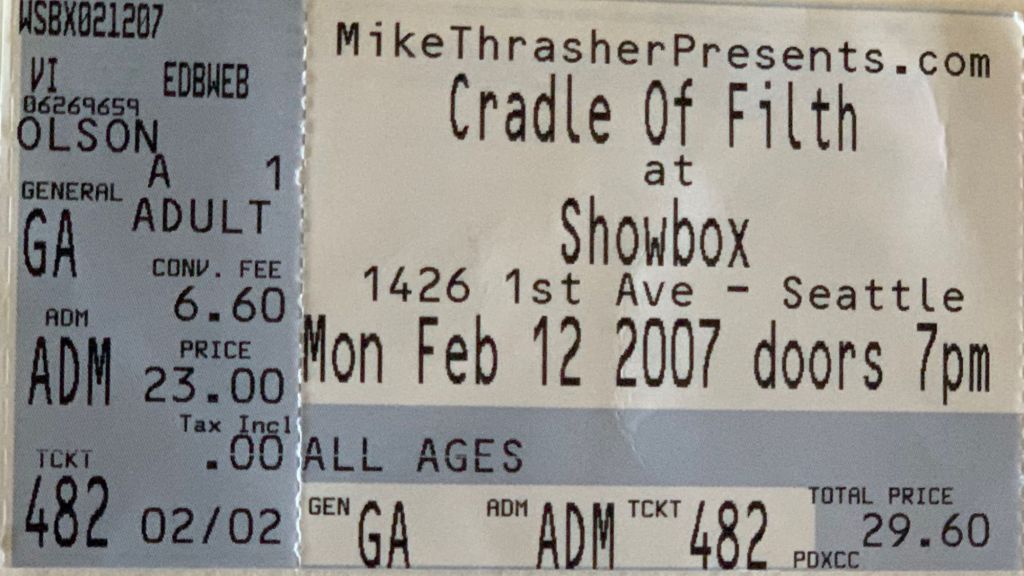 WSBX021207
VI EDBWEB
06269659
OLSON
A 1
GENERAL
GA ADULT
CONV. FEE
6.60
ADM
ADM
PRICE
23.00
Tax Incl
.00
TCKT
482 02/02
MikeThrasherPresents.com
Cradle Of Filth
at
Showbox
1426 1st Ave - Seattle
Mon Feb 12 2007 doors 7pm
ALL AGES
GEN GA ADM ADM TCKT 482
TOTAL PRICE
29.60
PDXCC